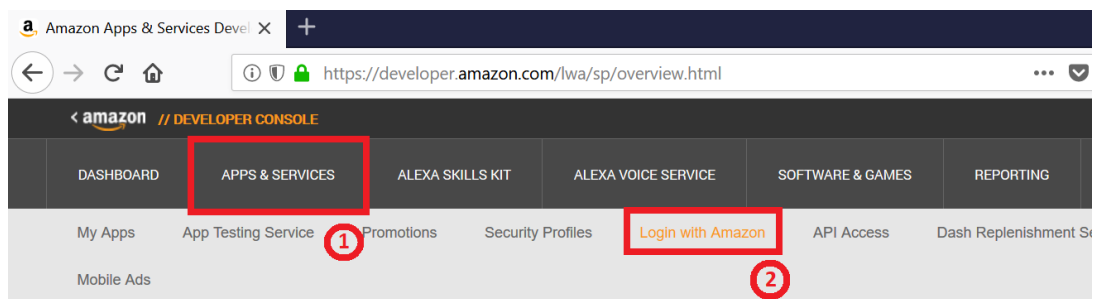 a Amazon Apps & Services Devel
https://developer.amazon.com/lwa/sp/overview.html
< amazon // DEVELOPER CONSOLE
DASHBOARD APPS & SERVICES ALEXA SKILLS KIT ALEXA VOICE SERVICE SOFTWARE & GAMES REPORTING
My Apps App Testing Service 1 Promotions Security Profiles Login with Amazon API Access Dash Replenishment Se
Mobile Ads 2